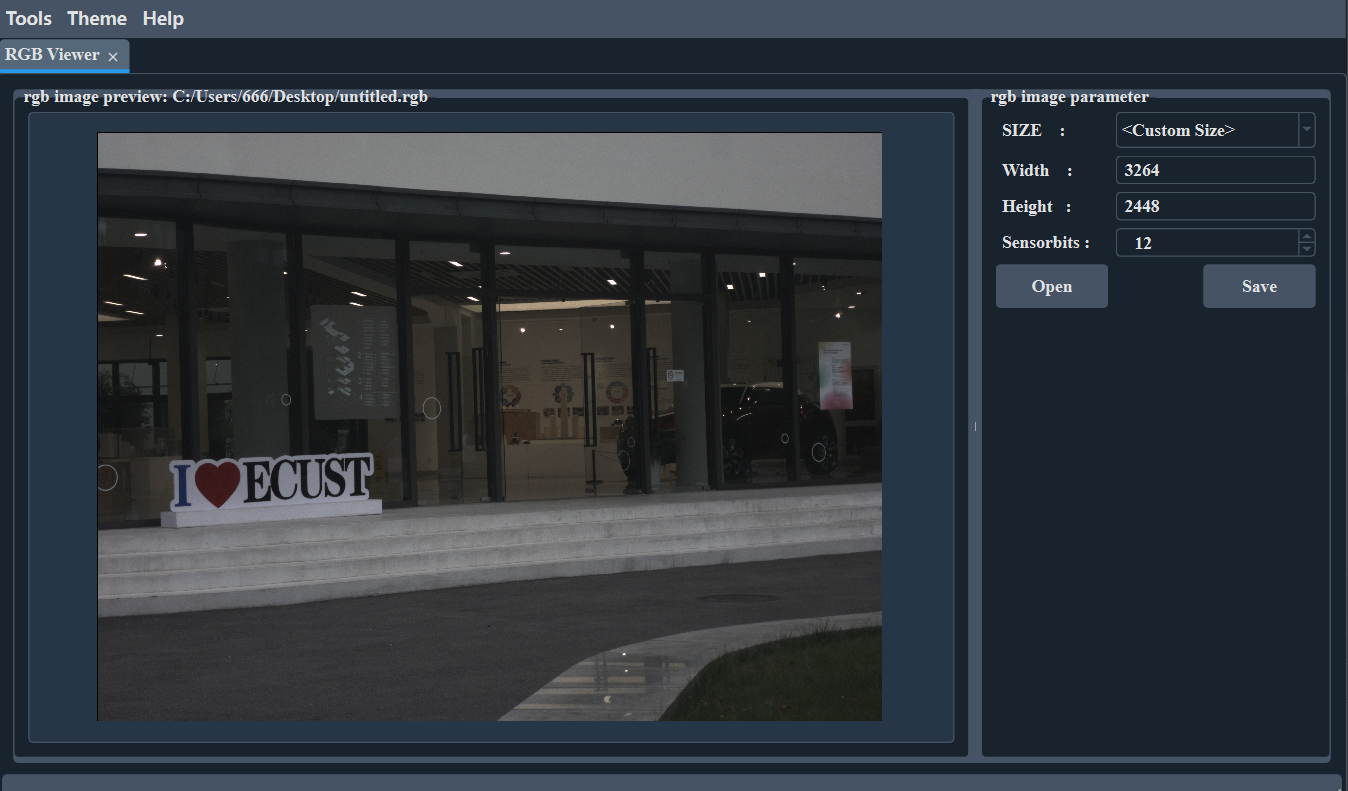 Tools Theme Help
RGB Viewer ×
rgb image preview: C:/Users/666/Desktop/untitled.rgb
rgb image parameter
SIZE :
<Custom Size>
Width :
3264
Height :
2448
Sensorbits :
12
Open
Save
I ECUST